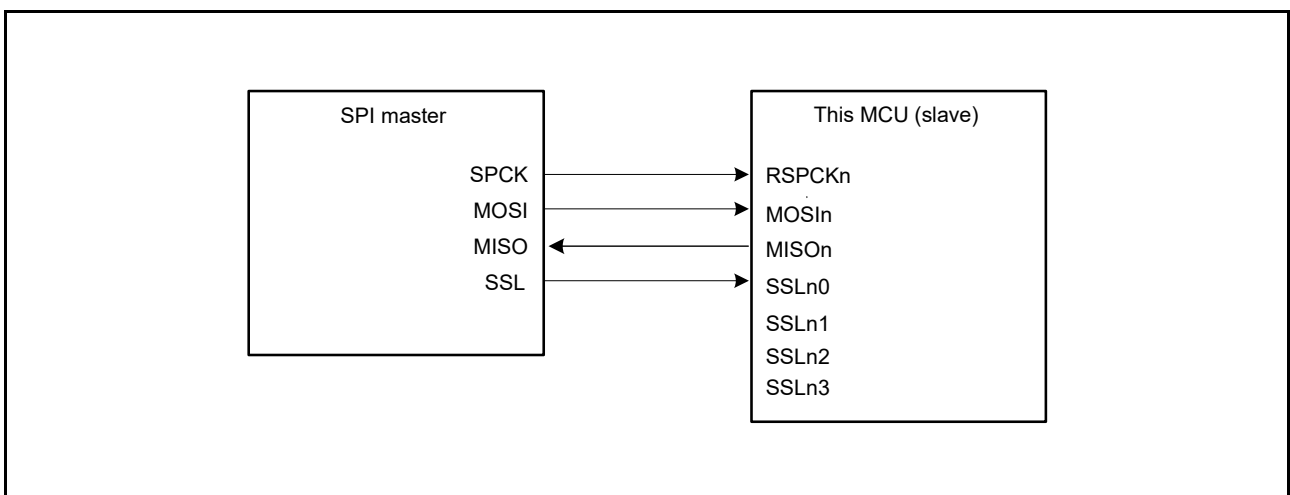 SPI master
SPCK
MOSI
MISO
SSL
This MCU (slave)
RSPCKn
MOSIn
MISOn
SSLn0
SSLn1
SSLn2
SSLn3